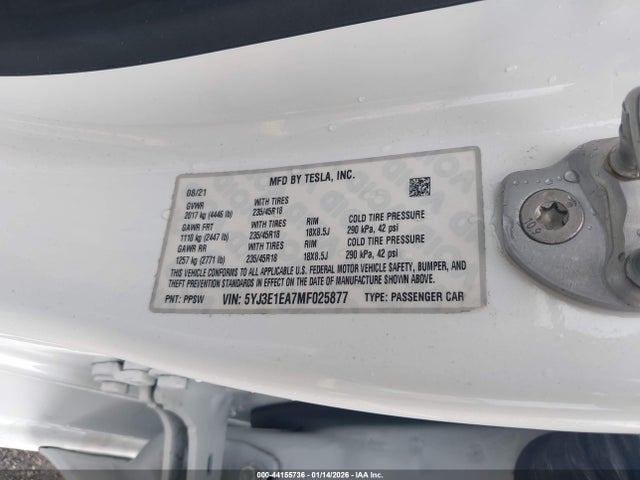 MFD BY TESLA, INC.
08/21
GVWR WITH TIRES
2017 kg (4446 lb) 235/45R18
GAWR FRT WITH TIRES RIM COLD TIRE PRESSURE
1110 kg (2447 lb) 235/45R18 18X8.5J 290 kPa, 42 psi
GAWR RR WITH TIRES RIM COLD TIRE PRESSURE
1257 kg (2771 lb) 235/45R18 18X8.5J 290 kPa, 42 psi
THIS VEHICLE CONFORMS TO ALL APPLICABLE U.S. FEDERAL MOTOR VEHICLE SAFETY, BUMPER, AND
THEFT PREVENTION STANDARDS IN EFFECT ON THE DATE OF MANUFACTURE SHOWN ABOVE.
PNT: PPSW VIN: 5YJ3E1EA7MF025877 TYPE: PASSENGER CAR
10.9
000-44155736 - 01/14/2026 - IAA Corp.